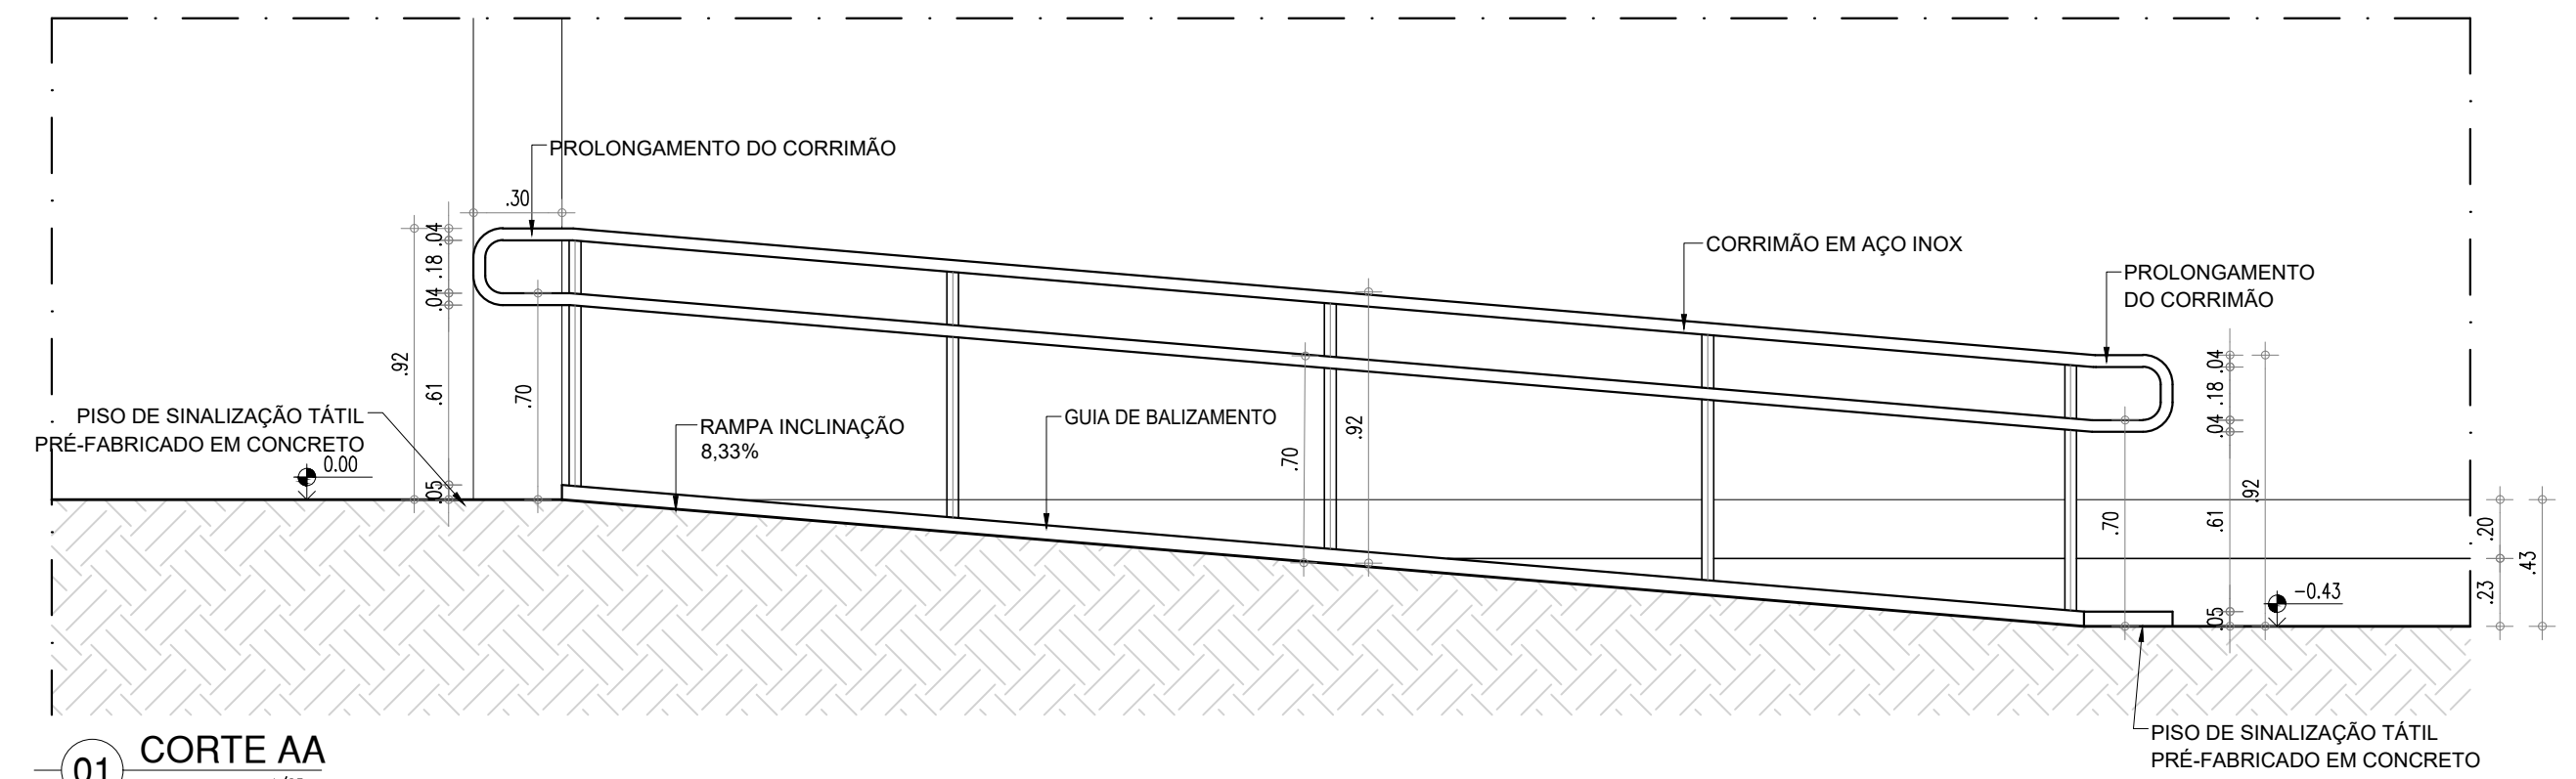 PROLONGAMENTO DO CORRIMÃO
.30
CORRIMÃO EM AÇO INOX
PROLONGAMENTO
DO CORRIMÃO
.04
.18
.04
.92
.61
.70
.05
PISO DE SINALIZAÇÃO TÁTIL
PRÉ-FABRICADO EM CONCRETO
0.00
RAMPA INCLINAÇÃO
8,33%
GUIA DE BALIZAMENTO
.70
.92
.04
.18
.04
.92
.61
.70
.05
-0.43
.20
.23
.43
PISO DE SINALIZAÇÃO TÁTIL
PRÉ-FABRICADO EM CONCRETO
01
CORTE AA